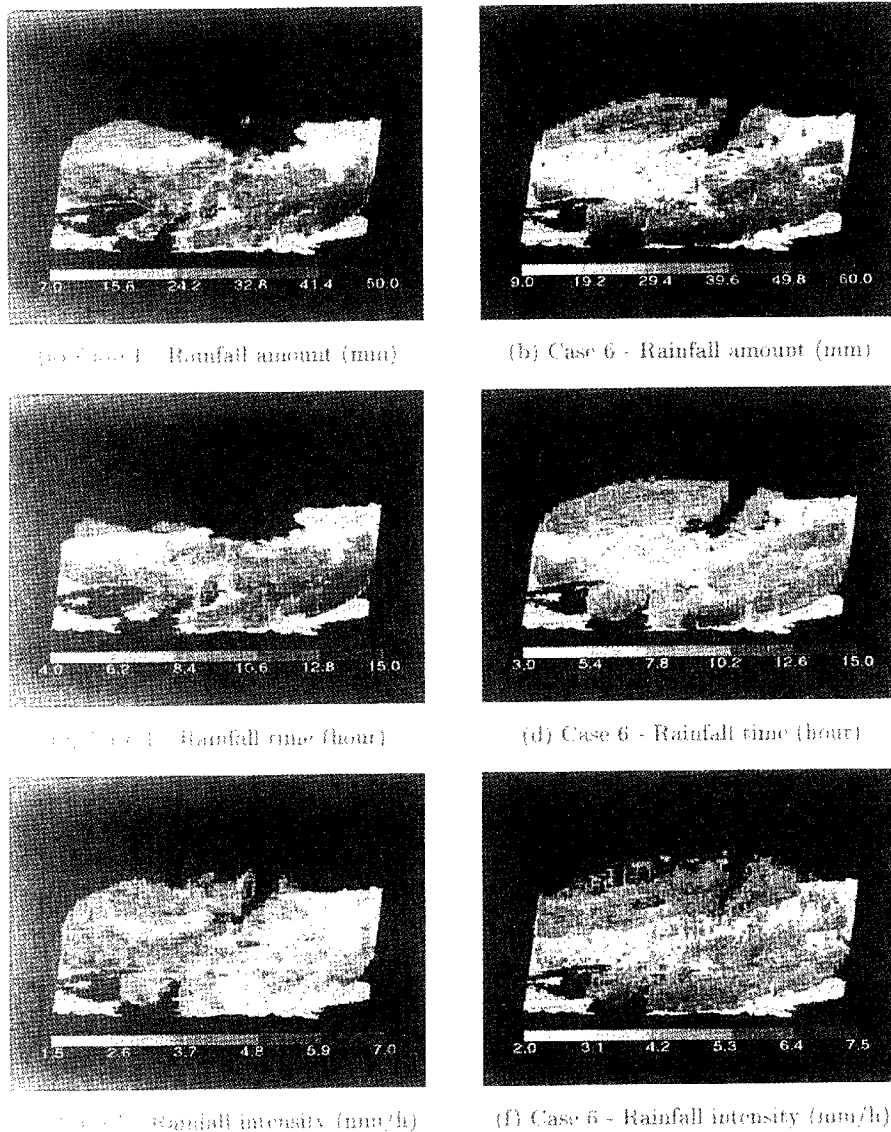 7.0 15.6 24.2 32.8 41.4 50.0
9.0 19.2 29.4 39.6 49.8 60.0
Rainfall amount (mm)
(b) Case 6 - Rainfall amount (mm)
4.0 6.2 8.4 10.6 12.8 15.0
3.0 5.4 7.8 10.2 12.6 15.0
Rainfall time (hour)
(d) Case 6 - Rainfall time (hour)
1.5 2.6 3.7 4.8 5.9 7.0
2.0 3.1 4.2 5.3 6.4 7.5
Rainfall intensity (mm/h)
(f) Case 6 - Rainfall intensity (mm/h)